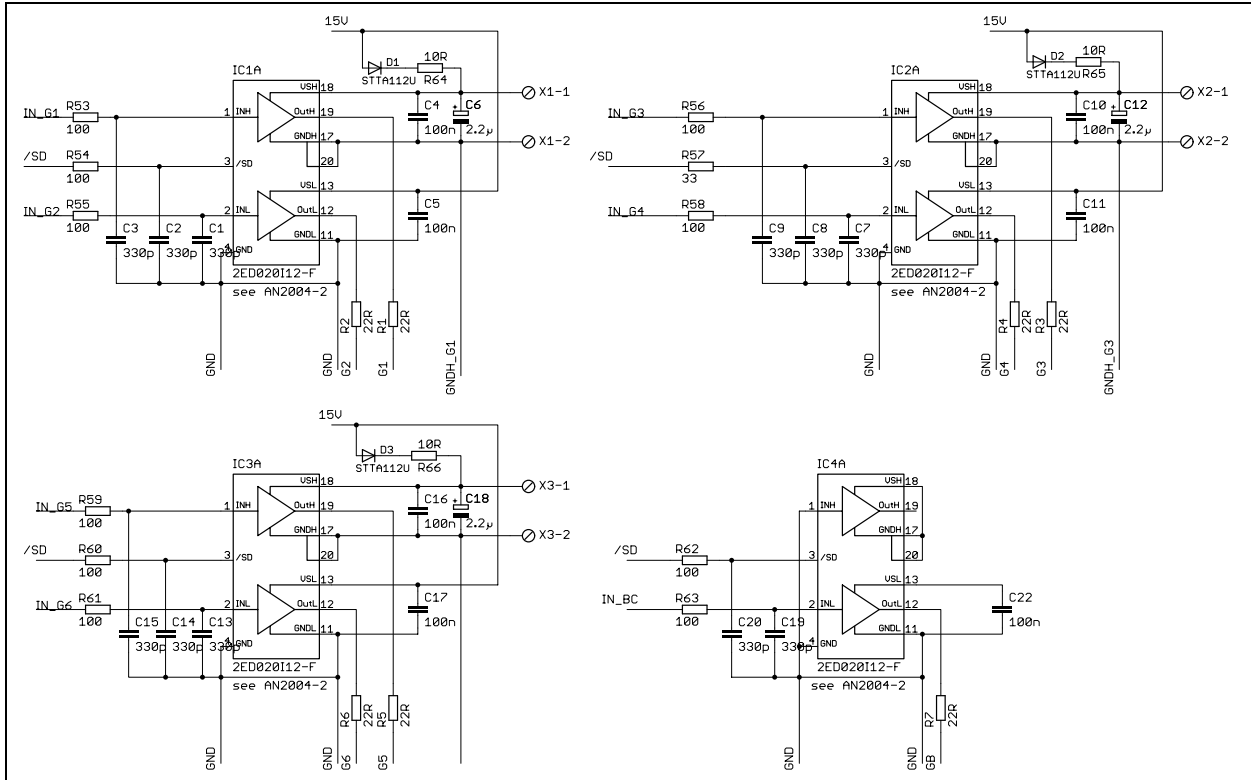 15V
D1
STTA112U
10R
R64
IC1A
IN_G1
R53
100
/SD
R54
100
IN_G2
R55
100
1
INH
3
/SD
2
INL
4
GND
VSH
18
OutH
19
GNDH
17
20
VSL
13
OutL
12
GNDL
11
C4
100n
+
C6
2.2µ
X1-1
X1-2
C5
100n
C3
330p
C2
330p
C1
330p
2ED020I12-F
see AN2004-2
R2
22R
R1
22R
GND
GND
G2
G1
GNDH_G1
15V
D2
STTA112U
10R
R65
IC2A
IN_G3
R56
100
/SD
R57
33
IN_G4
R58
100
1
INH
3
/SD
2
INL
4
GND
VSH
18
OutH
19
GNDH
17
20
VSL
13
OutL
12
GNDL
11
C10
100n
+
C12
2.2µ
X2-1
X2-2
C11
100n
C9
330p
C8
330p
C7
330p
2ED020I12-F
see AN2004-2
R4
22R
R3
22R
GND
GND
G4
G3
GNDH_G3
15V
D3
STTA112U
10R
R66
IC3A
IN_G5
R59
100
/SD
R60
100
IN_G6
R61
100
1
INH
3
/SD
2
INL
4
GND
VSH
18
OutH
19
GNDH
17
20
VSL
13
OutL
12
GNDL
11
C16
100n
+
C18
2.2µ
X3-1
X3-2
C17
100n
C15
330p
C14
330p
C13
330p
2ED020I12-F
see AN2004-2
R6
22R
R5
22R
GND
GND
G6
G5
IC4A
/SD
R62
100
IN_BC
R63
100
1
INH
3
/SD
2
INL
4
GND
VSH
18
OutH
19
GNDH
17
20
VSL
13
OutL
12
GNDL
11
C22
100n
C20
330p
C19
330p
2ED020I12-F
see AN2004-2
R7
22R
GND
GND
GB